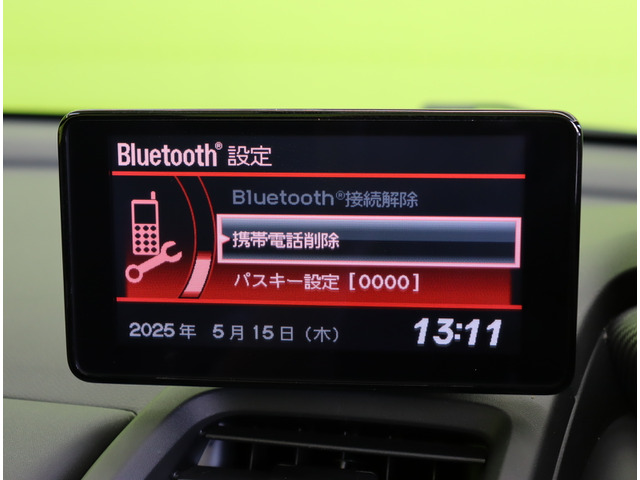 Bluetooth® 設定
Bluetooth®接続解除
携帯電話削除
パスキー設定 [0000]
2025年 5月15日（木） 13:11